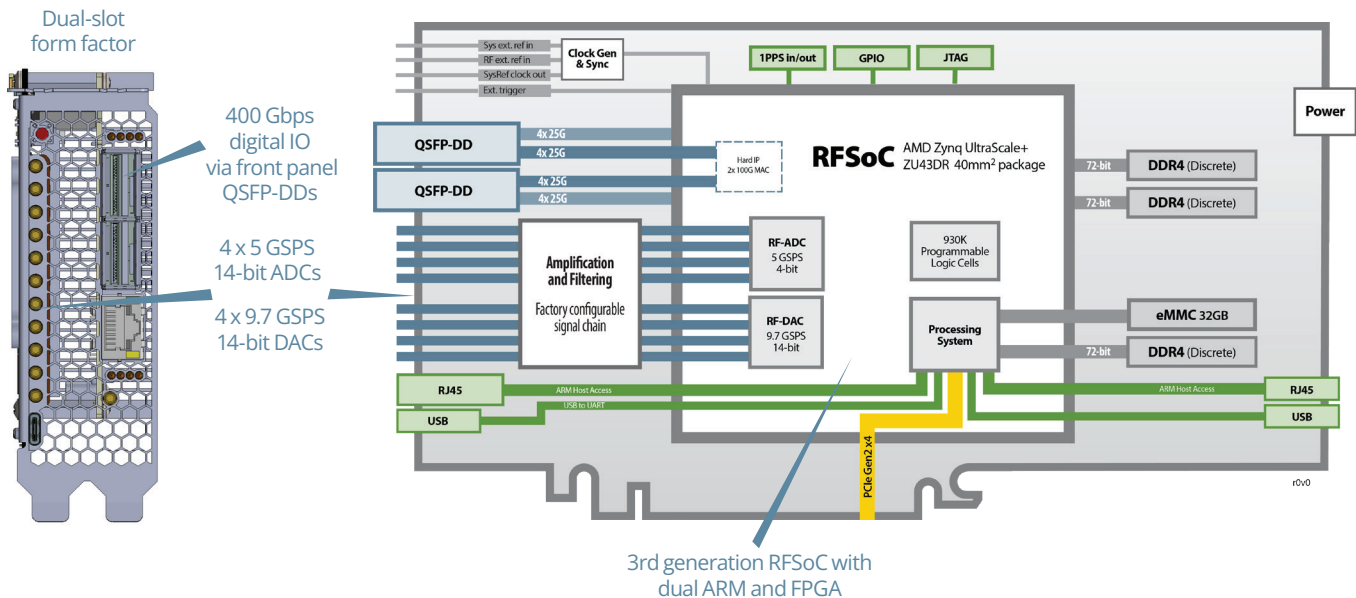 Dual-slot
form factor
400 Gbps
digital IO
via front panel
QSFP-DDs
4 x 5 GSPS
14-bit ADCs
4 x 9.7 GSPS
14-bit DACs
Sys ext. ref in
RF ext. ref in
SysRef clock out
Ext. trigger
Clock Gen
& Sync
1PPS in/out
GPIO
JTAG
Power
QSFP-DD
QSFP-DD
4x 25G
4x 25G
4x 25G
4x 25G
Hard IP
2x 100G MAC
RFSoC
AMD Zynq UltraScale+
ZU43DR 40mm² package
72-bit
DDR4 (Discrete)
72-bit
DDR4 (Discrete)
Amplification
and Filtering
Factory configurable
signal chain
RF-ADC
5 GSPS
4-bit
RF-DAC
9.7 GSPS
14-bit
930K
Programmable
Logic Cells
Processing
System
eMMC 32GB
72-bit
DDR4 (Discrete)
RJ45
ARM Host Access
USB
USB to UART
ARM Host Access
RJ45
USB
PCIe Gen2 x4
r0v0
3rd generation RFSoC with
dual ARM and FPGA